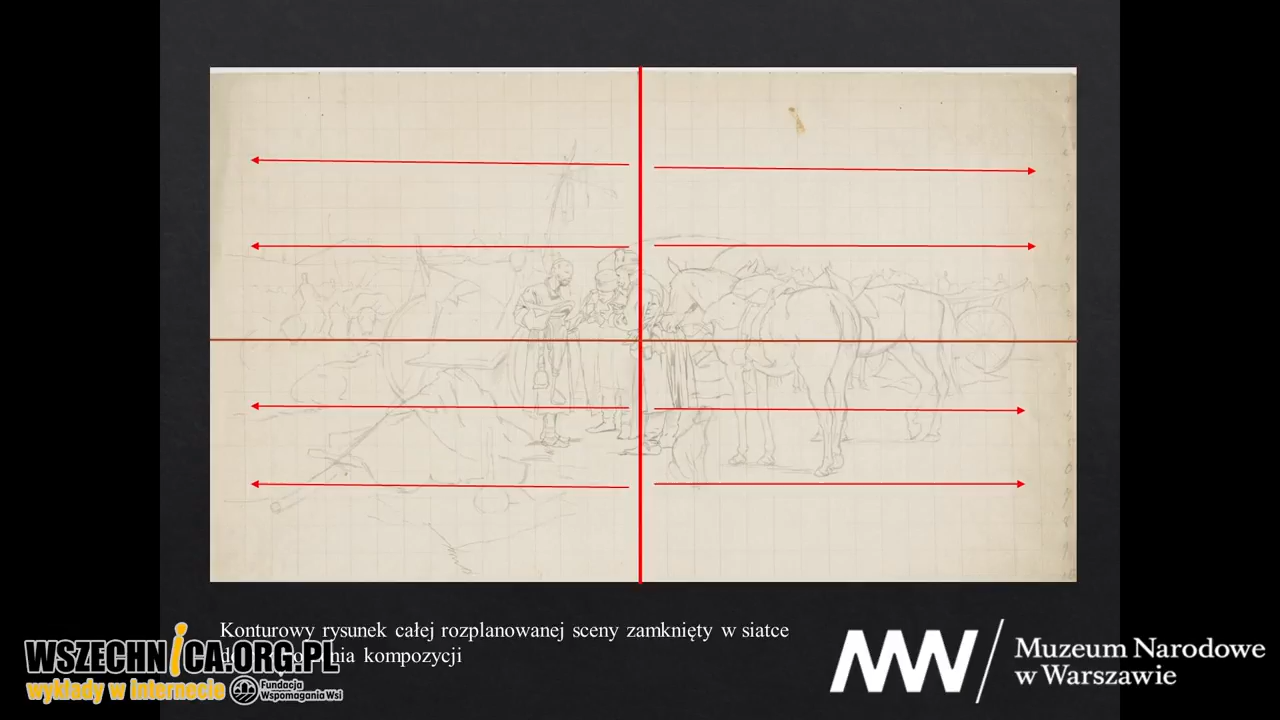 Konturowy rysunek całej rozplanowanej sceny zamknięty w siatce
kompozycji
WSZECHNICA.ORG.PL
wykłady w internecie
Fundacja
Wspomagania Wsi
Muzeum Narodowe
w Warszawie